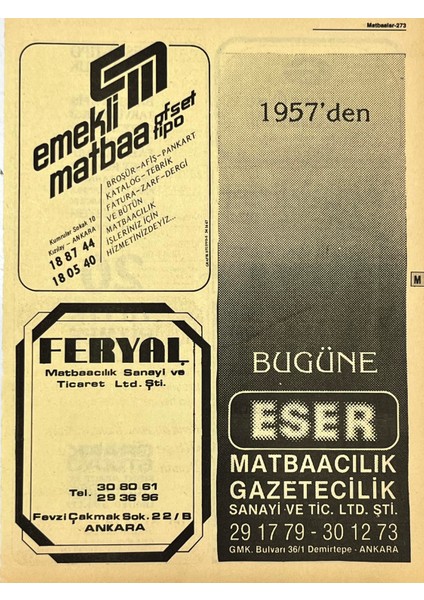 Matbaalar-273
em
emekli
matbaa
ofset
tipo
BROŞÜR-AFİŞ-PANKART
KATALOG-TEBRİK
FATURA-ZARF-DERGİ
VE BÜTÜN
MATBAACILIK
İŞLERİNİZ İÇİN
HİZMETİNİZDEYİZ...
Kumrular Sokak 10
Kızılay - ANKARA
18 87 44
18 05 40
FERYAL
Matbaacılık Sanayi ve
Ticaret Ltd. Şti.
Tel. 30 80 61
29 36 96
Fevzi Çakmak Sok. 22/B
ANKARA
1957'den
BUGÜNE
ESER
MATBAACILIK
GAZETECİLİK
SANAYİ VE TİC. LTD. ŞTİ.
29 17 79 - 30 12 73
GMK. Bulvarı 36/1 Demirtepe - ANKARA
M